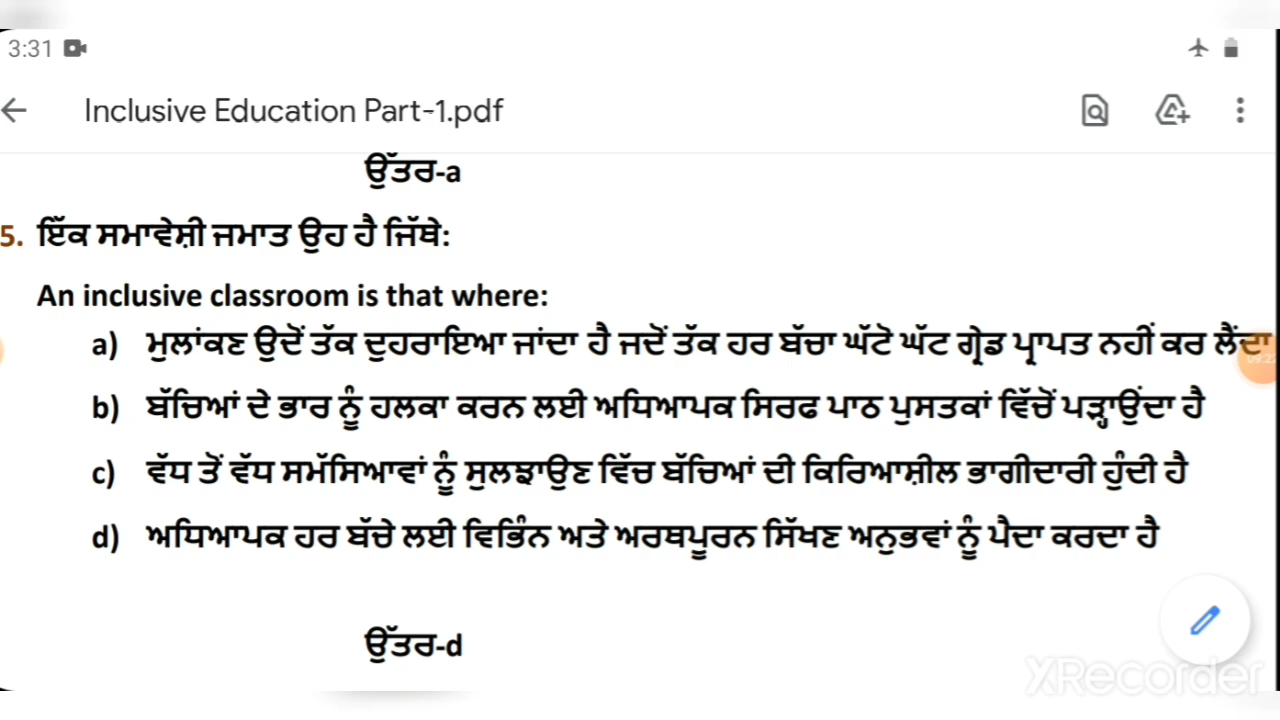 3:31
Inclusive Education Part-1.pdf
ਉੱਤਰ-a
5. ਇੱਕ ਸਮਾਵੇਸ਼ੀ ਜਮਾਤ ਉਹ ਹੈ ਜਿੱਥੇ:
An inclusive classroom is that where:
a) ਮੁਲਾਂਕਣ ਉਦੋਂ ਤੱਕ ਦੁਹਰਾਇਆ ਜਾਂਦਾ ਹੈ ਜਦੋਂ ਤੱਕ ਹਰ ਬੱਚਾ ਘੱਟੋ ਘੱਟ ਗ੍ਰੇਡ ਪ੍ਰਾਪਤ ਨਹੀਂ ਕਰ ਲੈਂਦਾ
b) ਬੱਚਿਆਂ ਦੇ ਭਾਰ ਨੂੰ ਹਲਕਾ ਕਰਨ ਲਈ ਅਧਿਆਪਕ ਸਿਰਫ ਪਾਠ ਪੁਸਤਕਾਂ ਵਿੱਚੋਂ ਪੜ੍ਹਾਉਂਦਾ ਹੈ
c) ਵੱਧ ਤੋਂ ਵੱਧ ਸਮੱਸਿਆਵਾਂ ਨੂੰ ਸੁਲਝਾਉਣ ਵਿੱਚ ਬੱਚਿਆਂ ਦੀ ਕਿਰਿਆਸ਼ੀਲ ਭਾਗੀਦਾਰੀ ਹੁੰਦੀ ਹੈ
d) ਅਧਿਆਪਕ ਹਰ ਬੱਚੇ ਲਈ ਵਿਭਿੰਨ ਅਤੇ ਅਰਥਪੂਰਨ ਸਿੱਖਣ ਅਨੁਭਵਾਂ ਨੂੰ ਪੈਦਾ ਕਰਦਾ ਹੈ
ਉੱਤਰ-d
XRecorder